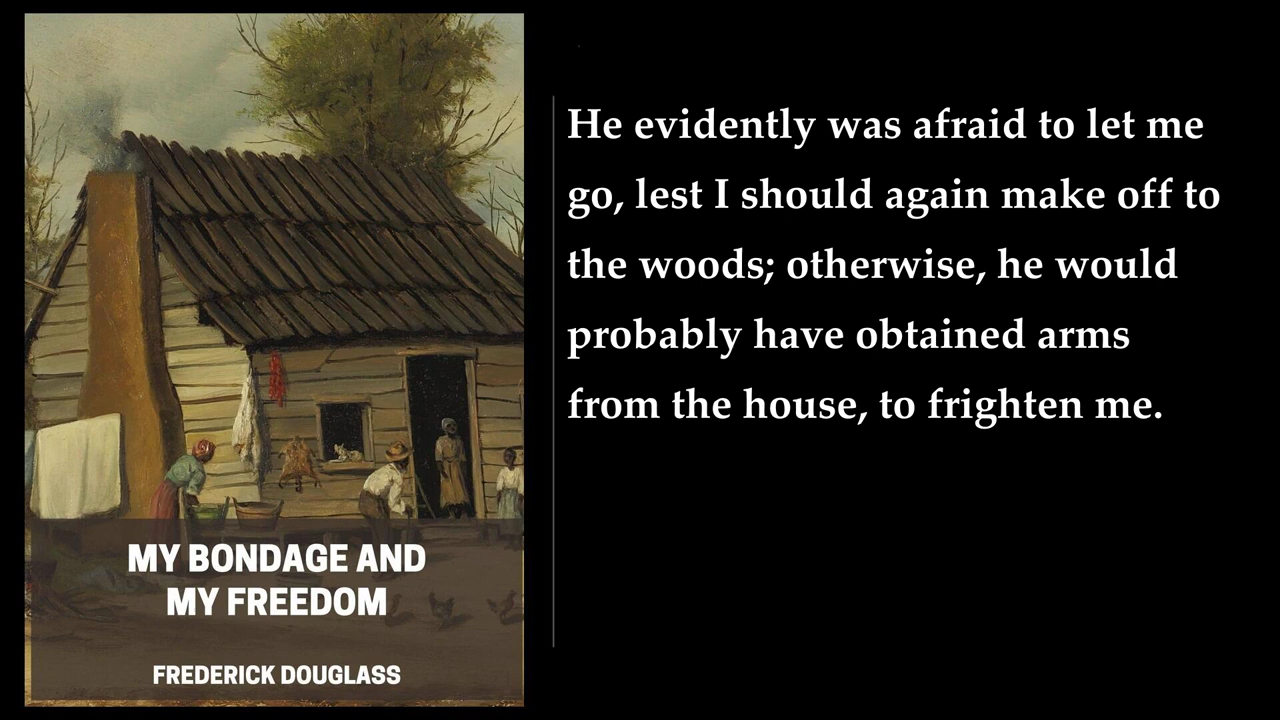 MY BONDAGE AND
MY FREEDOM
FREDERICK DOUGLASS
He evidently was afraid to let me
go, lest I should again make off to
the woods; otherwise, he would
probably have obtained arms
from the house, to frighten me.